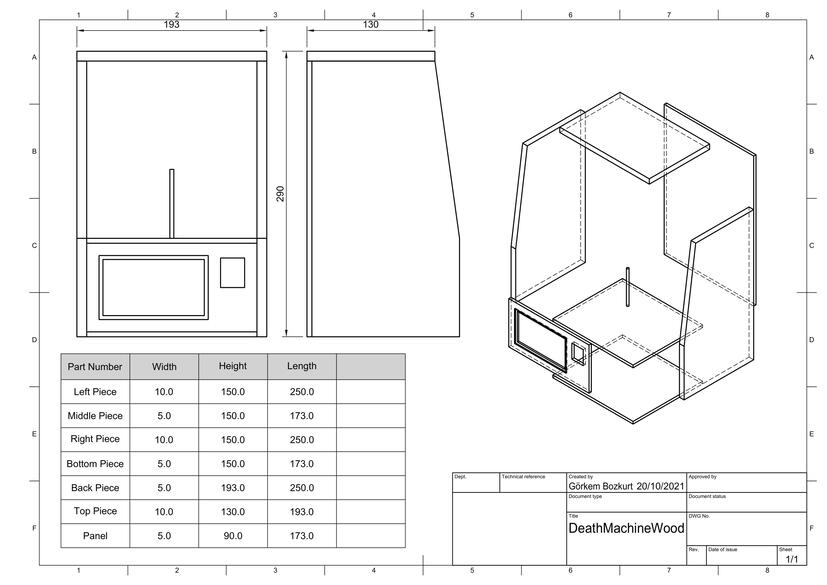 1 2 3 4 5 6 7 8
193 130
A A
B B
290
C C
D D
Part Number Width Height Length
Left Piece 10.0 150.0 250.0
Middle Piece 5.0 150.0 173.0
Right Piece 10.0 150.0 250.0
E E
Bottom Piece 5.0 150.0 173.0
Back Piece 5.0 193.0 250.0
Top Piece 10.0 130.0 193.0
Panel 5.0 90.0 173.0
Dept. Technical reference Created by Approved by
Görkem Bozkurt 20/10/2021
Document type Document status
Title DWG No.
DeathMachineWood
F F
Rev. Date of issue Sheet
1/1
1 2 3 4 5 6 7 8